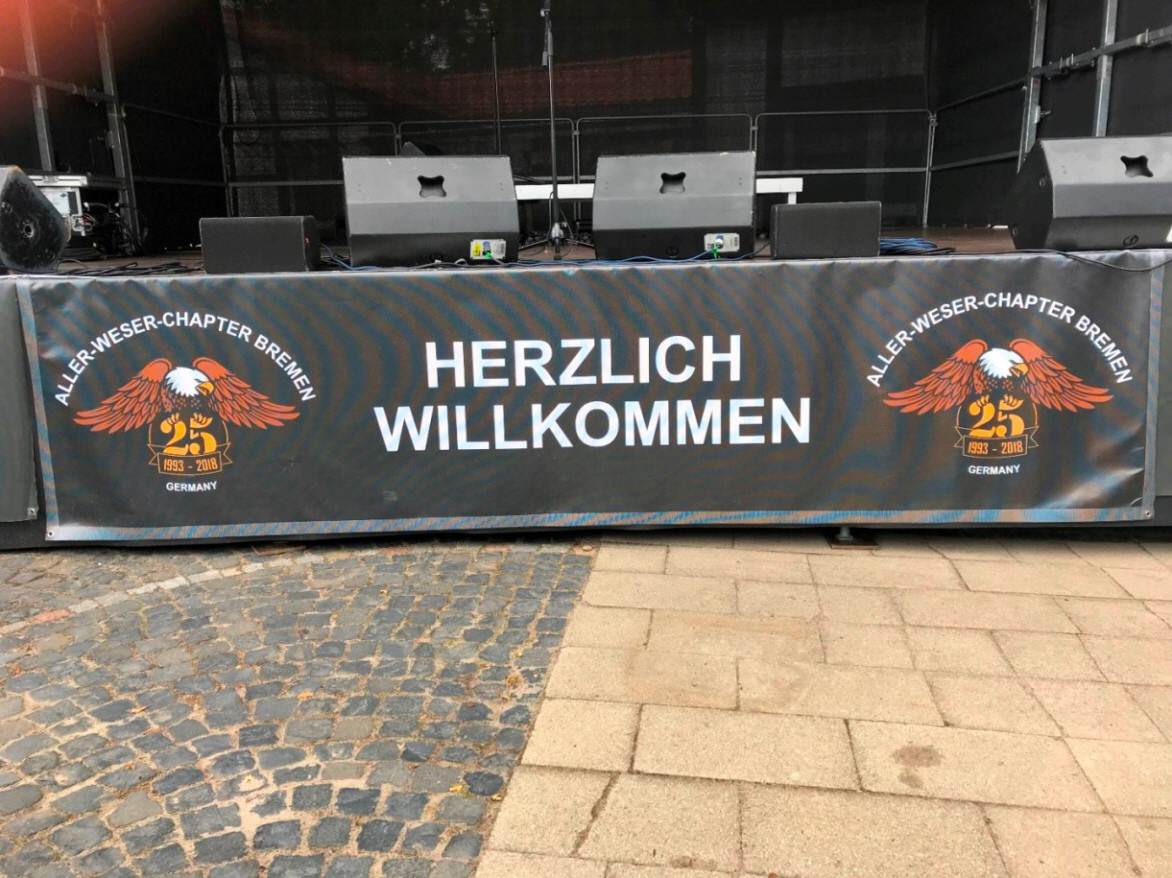 ALLER-WESER-CHAPTER BREMEN
25
1993 - 2018
GERMANY
HERZLICH
WILLKOMMEN
ALLER-WESER-CHAPTER BREMEN
25
1993 - 2018
GERMANY